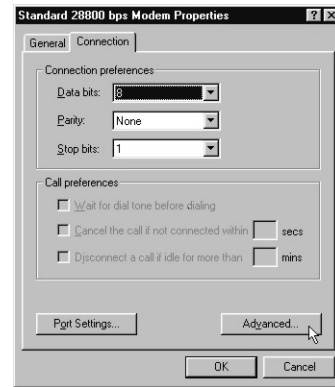 Standard 28800 bps Modem Properties
General Connection
Connection preferences
Data bits: 8
Parity: None
Stop bits: 1
Call preferences
Wait for dial tone before dialing
Cancel the call if not connected within secs
Disconnect a call if idle for more than mins
Port Settings... Advanced...
OK Cancel